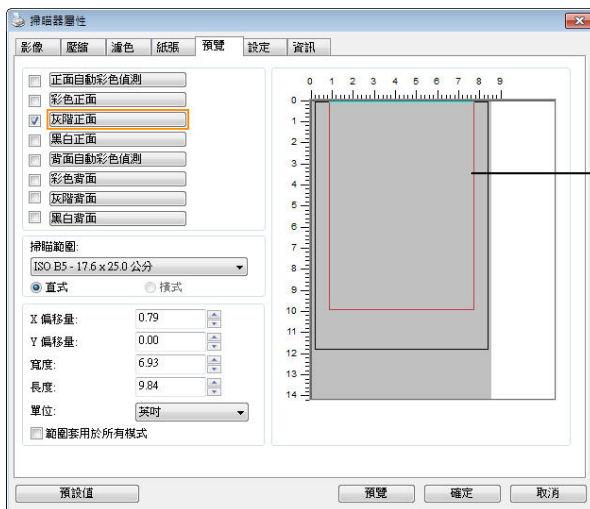 掃瞄器屬性
影像 壓縮 濾色 紙張 預覽 設定 資訊
正面自動彩色偵測
彩色正面
灰階正面
黑白正面
背面自動彩色偵測
彩色背面
灰階背面
黑白背面
掃瞄範圍:
ISO B5 - 17.6 x 25.0 公分
直式 橫式
X 偏移量: 0.79
Y 偏移量: 0.00
寬度: 6.93
長度: 9.84
單位: 英吋
範圍套用於所有模式
0 1 2 3 4 5 6 7 8 9
0
1
2
3
4
5
6
7
8
9
10
11
12
13
14
預設值 預覽 確定 取消